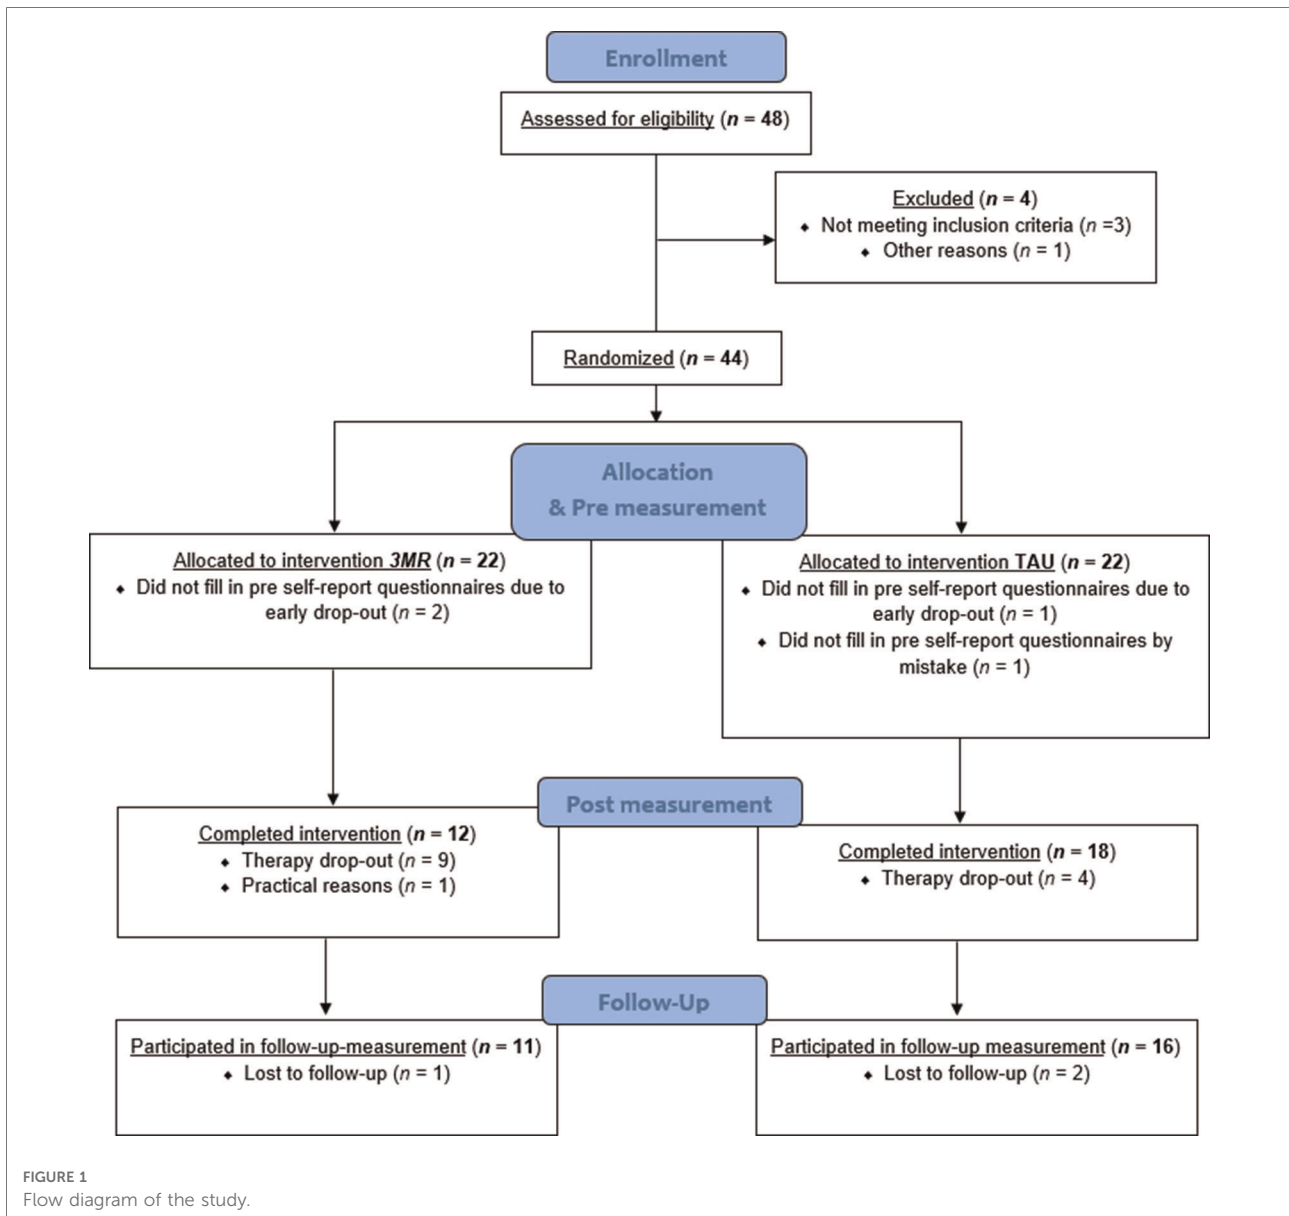 Enrollment
Assessed for eligibility (n = 48)
Excluded (n = 4)
⬥ Not meeting inclusion criteria (n =3)
⬥ Other reasons (n = 1)
Randomized (n = 44)
Allocation
& Pre measurement
Allocated to intervention 3MR (n = 22)
⬥ Did not fill in pre self-report questionnaires due to
early drop-out (n = 2)
Allocated to intervention TAU (n = 22)
⬥ Did not fill in pre self-report questionnaires due to
early drop-out (n = 1)
⬥ Did not fill in pre self-report questionnaires by
mistake (n = 1)
Post measurement
Completed intervention (n = 12)
⬥ Therapy drop-out (n = 9)
⬥ Practical reasons (n = 1)
Completed intervention (n = 18)
⬥ Therapy drop-out (n = 4)
Follow-Up
Participated in follow-up-measurement (n = 11)
⬥ Lost to follow-up (n = 1)
Participated in follow-up measurement (n = 16)
⬥ Lost to follow-up (n = 2)
FIGURE 1
Flow diagram of the study.